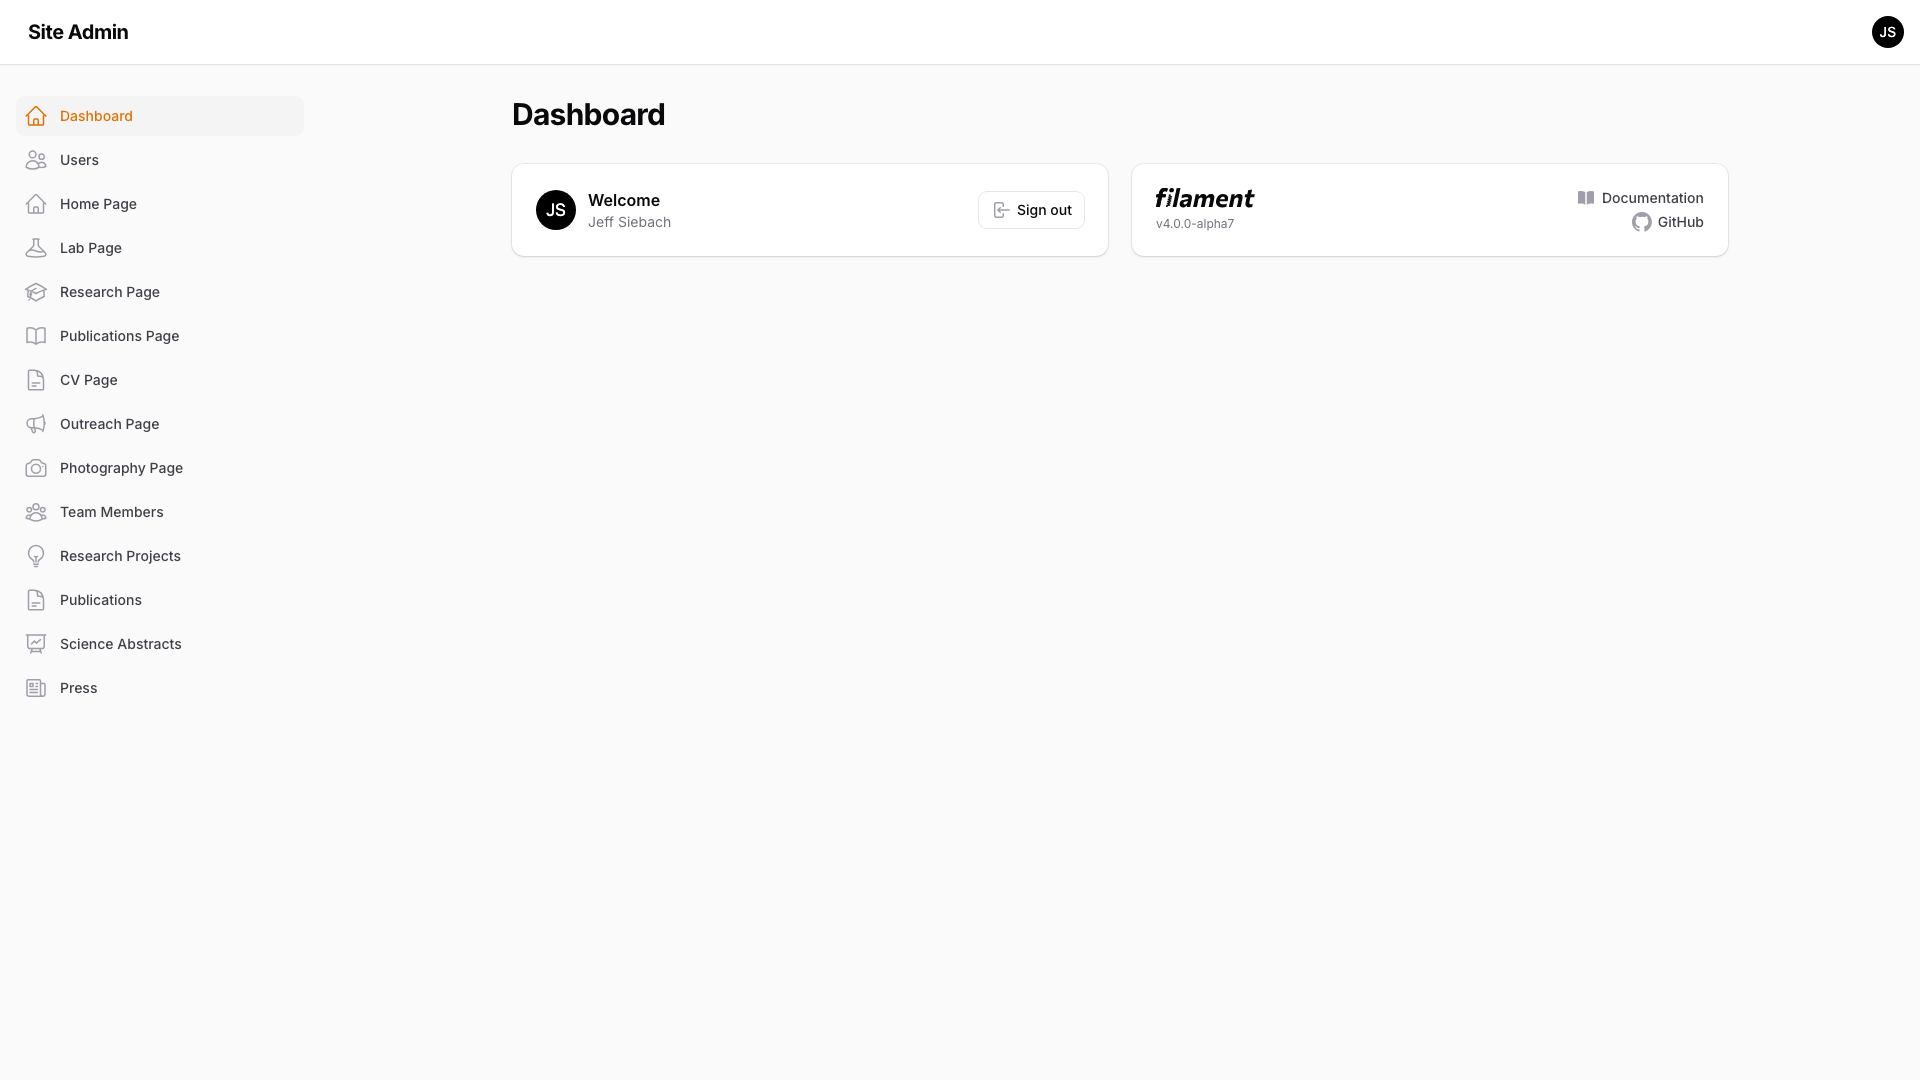 Site Admin
JS
Dashboard
Users
Home Page
Lab Page
Research Page
Publications Page
CV Page
Outreach Page
Photography Page
Team Members
Research Projects
Publications
Science Abstracts
Press
Dashboard
JS
Welcome
Jeff Siebach
Sign out
filament
v4.0.0-alpha7
Documentation
GitHub